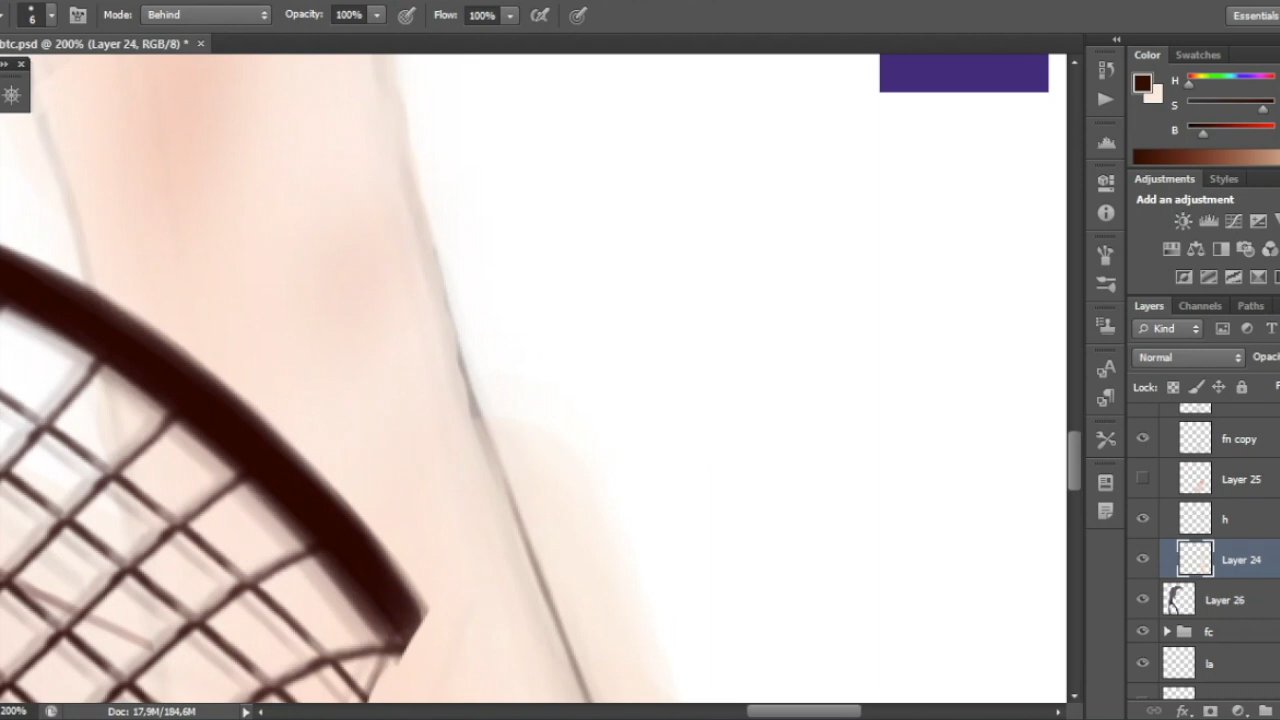 6 Mode: Behind Opacity: 100% Flow: 100% Essentials
btc.psd @ 200% (Layer 24, RGB/8) * ×
Color Swatches
H
S
B
Adjustments Styles
Add an adjustment
Layers Channels Paths
Kind T
Normal Opaci
Lock: F
fn copy
Layer 25
h
Layer 24
Layer 26
fc
la
200% Doc: 17,9M/184,6M